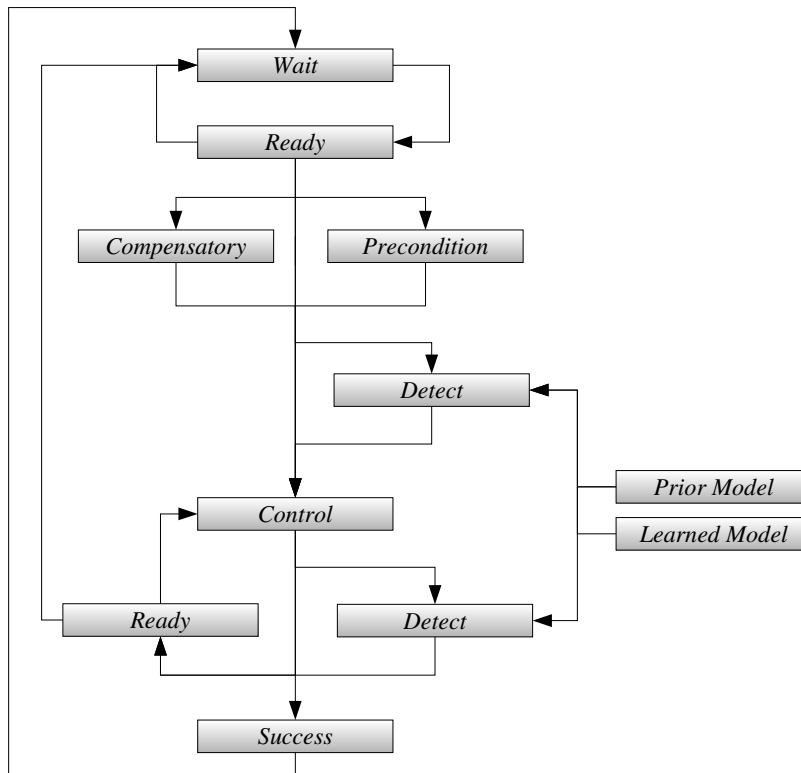 Wait
Ready
Compensatory
Precondition
Detect
Prior Model
Control
Learned Model
Ready
Detect
Success